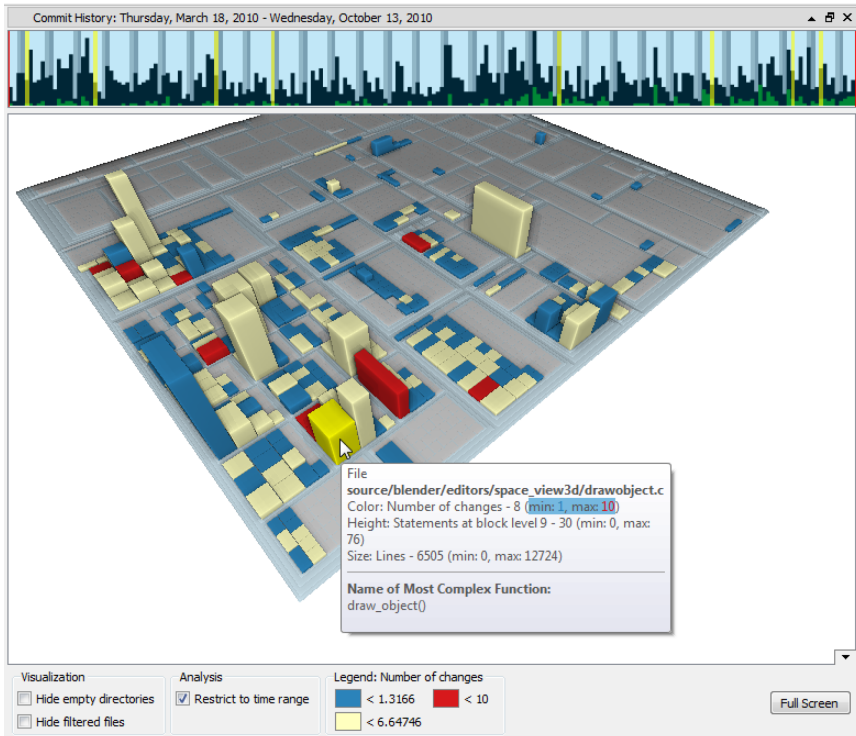 Commit History: Thursday, March 18, 2010 - Wednesday, October 13, 2010
File
source/blender/editors/space_view3d/drawobject.c
Color: Number of changes - 8 (min: 1, max: 10)
Height: Statements at block level 9 - 30 (min: 0, max:
76)
Size: Lines - 6505 (min: 0, max: 12724)
Name of Most Complex Function:
draw_object()
Visualization
Hide empty directories
Hide filtered files
Analysis
Restrict to time range
Legend: Number of changes
< 1.3166
< 10
< 6.64746
Full Screen